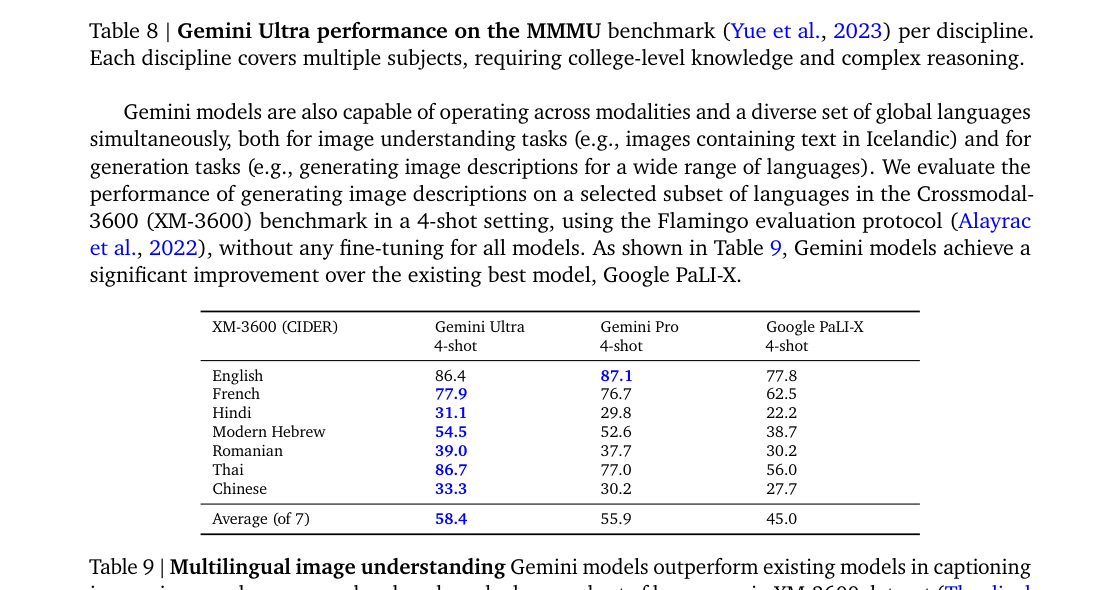 Table 8 | Gemini Ultra performance on the MMMU benchmark (Yue et al., 2023) per discipline.
Each discipline covers multiple subjects, requiring college-level knowledge and complex reasoning.
Gemini models are also capable of operating across modalities and a diverse set of global languages
simultaneously, both for image understanding tasks (e.g., images containing text in Icelandic) and for
generation tasks (e.g., generating image descriptions for a wide range of languages). We evaluate the
performance of generating image descriptions on a selected subset of languages in the Crossmodal-
3600 (XM-3600) benchmark in a 4-shot setting, using the Flamingo evaluation protocol (Alayrac
et al., 2022), without any fine-tuning for all models. As shown in Table 9, Gemini models achieve a
significant improvement over the existing best model, Google PaLI-X.
XM-3600 (CIDER) Gemini Ultra Gemini Pro Google PaLI-X
4-shot 4-shot 4-shot
English 86.4 87.1 77.8
French 77.9 76.7 62.5
Hindi 31.1 29.8 22.2
Modern Hebrew 54.5 52.6 38.7
Romanian 39.0 37.7 30.2
Thai 86.7 77.0 56.0
Chinese 33.3 30.2 27.7
Average (of 7) 58.4 55.9 45.0
Table 9 | Multilingual image understanding Gemini models outperform existing models in captioning